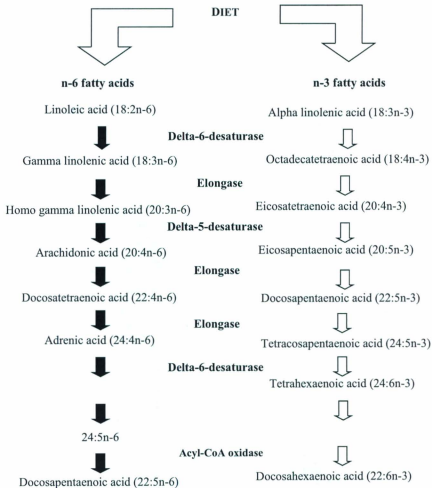 DIET
n-6 fatty acids
n-3 fatty acids
Linoleic acid (18:2n-6)
Alpha linolenic acid (18:3n-3)
Delta-6-desaturase
Gamma linolenic acid (18:3n-6)
Octadecatetraenoic acid (18:4n-3)
Elongase
Homo gamma linolenic acid (20:3n-6)
Eicosatetraenoic acid (20:4n-3)
Delta-5-desaturase
Arachidonic acid (20:4n-6)
Eicosapentaenoic acid (20:5n-3)
Elongase
Docosatetraenoic acid (22:4n-6)
Docosapentaenoic acid (22:5n-3)
Elongase
Adrenic acid (24:4n-6)
Tetracosapentaenoic acid (24:5n-3)
Delta-6-desaturase
Tetrahexaenoic acid (24:6n-3)
24:5n-6
Acyl-CoA oxidase
Docosapentaenoic acid (22:5n-6)
Docosahexaenoic acid (22:6n-3)